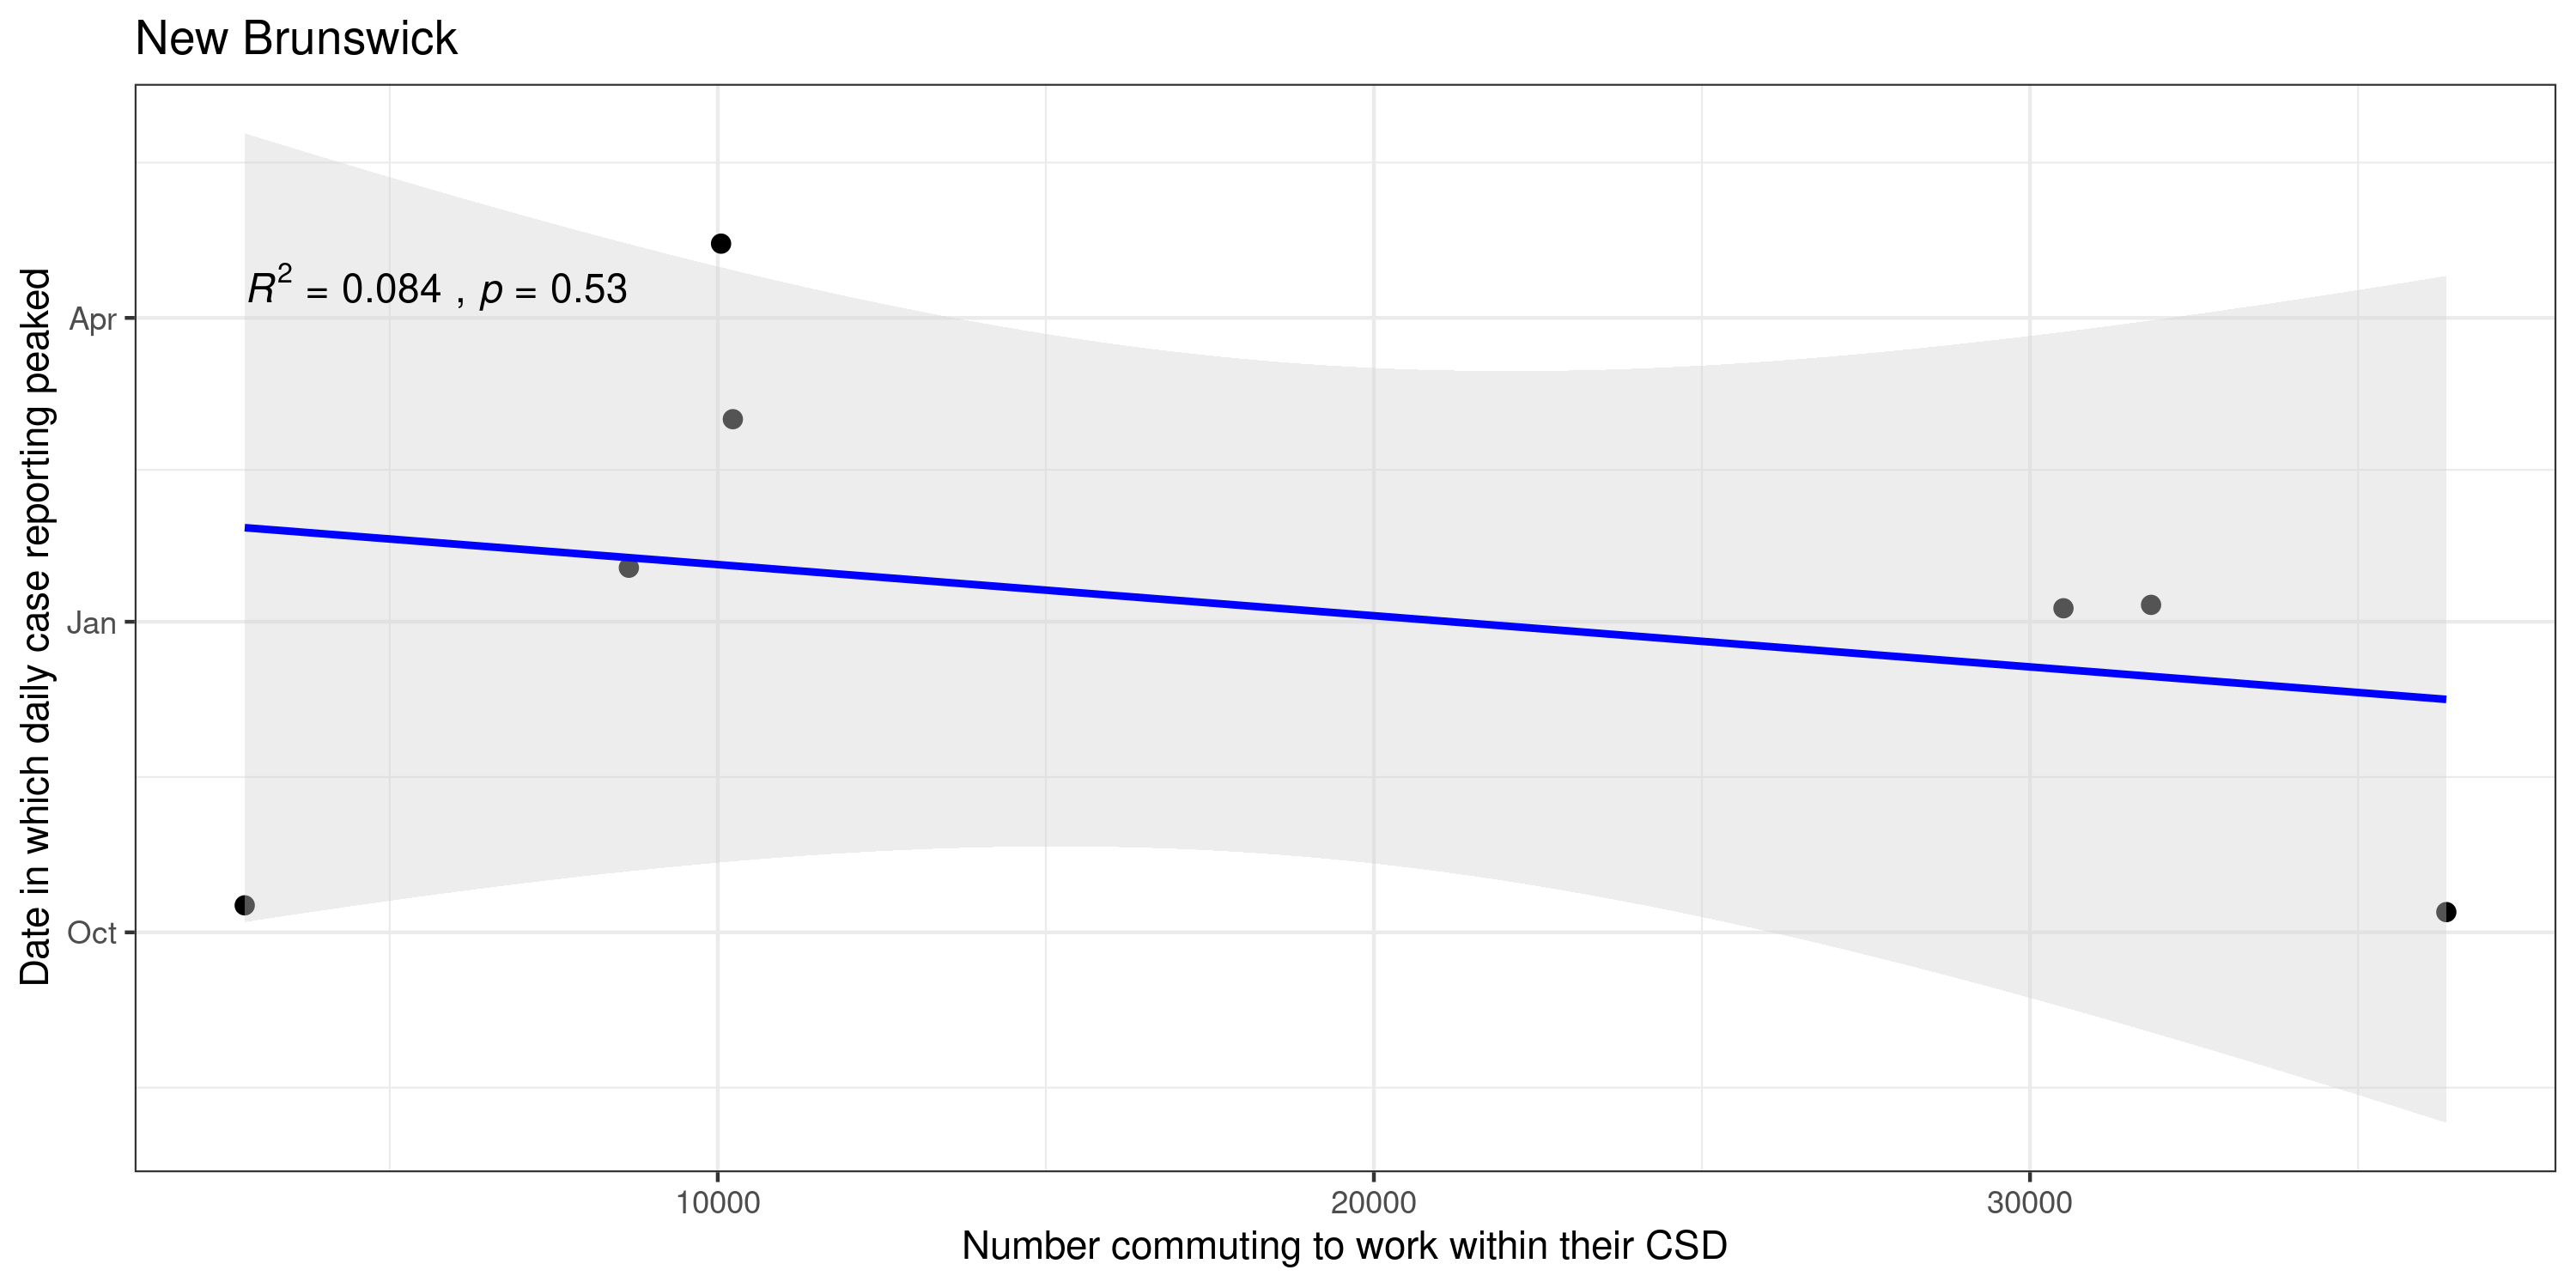 New Brunswick
R² = 0.084 , p = 0.53
Date in which daily case reporting peaked
Apr
Jan
Oct
10000 20000 30000
Number commuting to work within their CSD